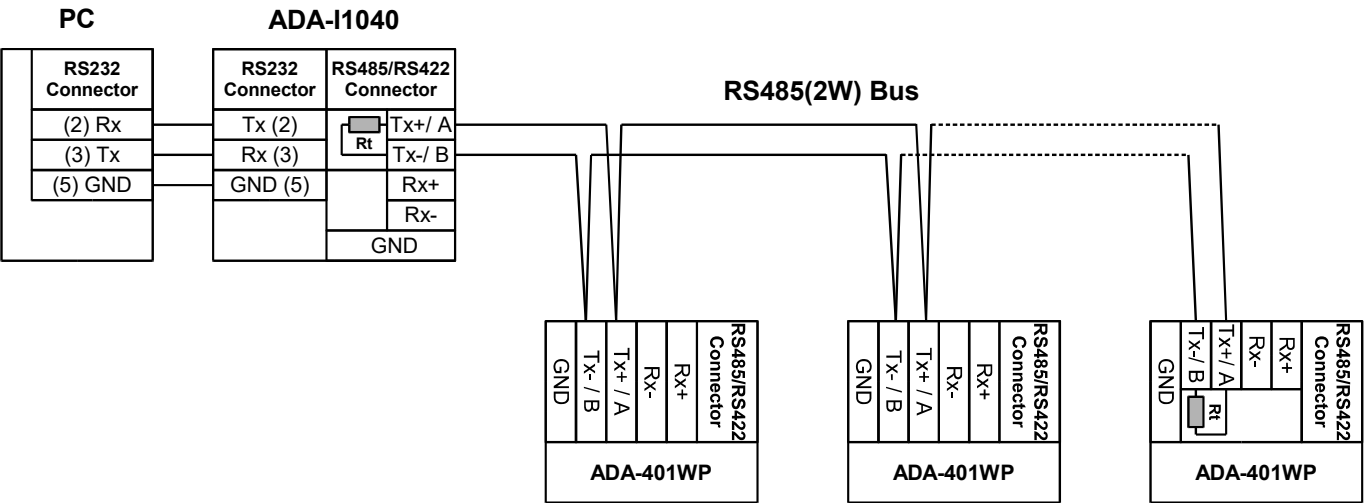 PC
ADA-I1040
RS232
Connector
RS232
Connector
RS485/RS422
Connector
RS485(2W) Bus
(2) Rx
Tx (2)
Rt
Tx+/ A
(3) Tx
Rx (3)
Tx-/ B
(5) GND
GND (5)
Rx+
Rx-
GND
GND
Tx- / B
Tx+ / A
Rx-
Rx+
RS485/RS422
Connector
ADA-401WP
GND
Tx- / B
Tx+ / A
Rx-
Rx+
RS485/RS422
Connector
ADA-401WP
GND
Tx-/ B
Tx+/ A
Rx-
Rx+
Rt
RS485/RS422
Connector
ADA-401WP